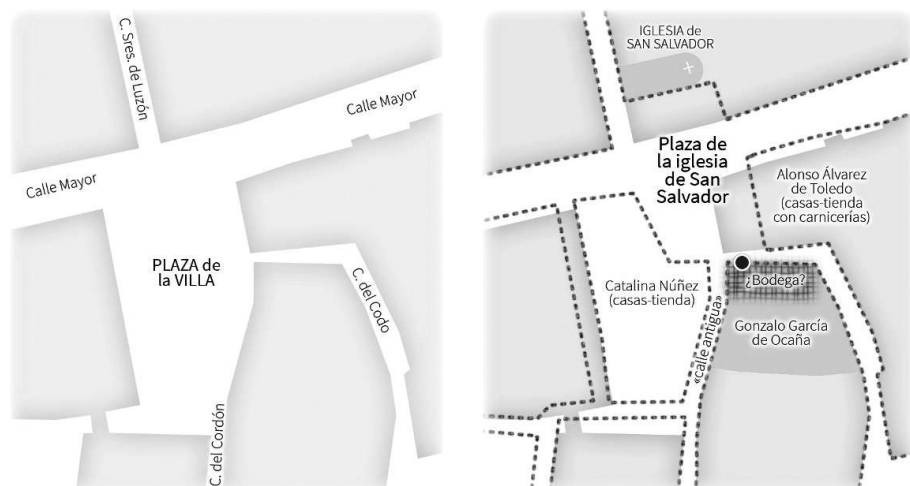 C. Sres. de Luzón
Calle Mayor
Calle Mayor
PLAZA de
la VILLA
C. del Codo
C. del Cordón
IGLESIA de
SAN SALVADOR
Plaza de
la iglesia
de San
Salvador
Alonso Álvarez
de Toledo
(casas-tienda
con carnicerías)
Catalina Núñez
(casas-tienda)
¿Bodega?
«calle antigua»
Gonzalo García
de Ocaña